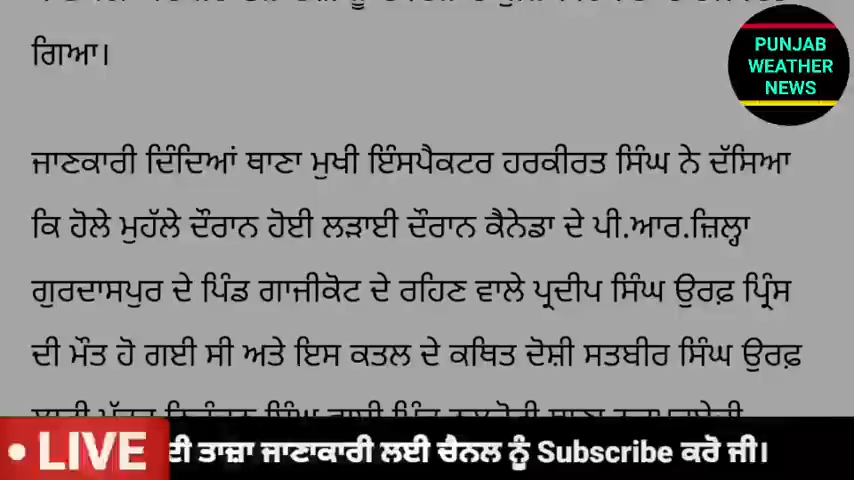 ਗਿਆ।
PUNJAB
WEATHER
NEWS
ਜਾਣਕਾਰੀ ਦਿੰਦਿਆਂ ਥਾਣਾ ਮੁਖੀ ਇੰਸਪੈਕਟਰ ਹਰਕੀਰਤ ਸਿੰਘ ਨੇ ਦੱਸਿਆ
ਕਿ ਹੋਲੇ ਮੁਹੱਲੇ ਦੌਰਾਨ ਹੋਈ ਲੜਾਈ ਦੌਰਾਨ ਕੈਨੇਡਾ ਦੇ ਪੀ.ਆਰ.ਜ਼ਿਲ੍ਹਾ
ਗੁਰਦਾਸਪੁਰ ਦੇ ਪਿੰਡ ਗਾਜੀਕੋਟ ਦੇ ਰਹਿਣ ਵਾਲੇ ਪ੍ਰਦੀਪ ਸਿੰਘ ਉਰਫ਼ ਪ੍ਰਿੰਸ
ਦੀ ਮੌਤ ਹੋ ਗਈ ਸੀ ਅਤੇ ਇਸ ਕਤਲ ਦੇ ਕਥਿਤ ਦੋਸ਼ੀ ਸਤਬੀਰ ਸਿੰਘ ਉਰਫ਼
LIVE ਈ ਤਾਜ਼ਾ ਜਾਣਾਕਾਰੀ ਲਈ ਚੈਨਲ ਨੂੰ Subscribe ਕਰੋ ਜੀ।